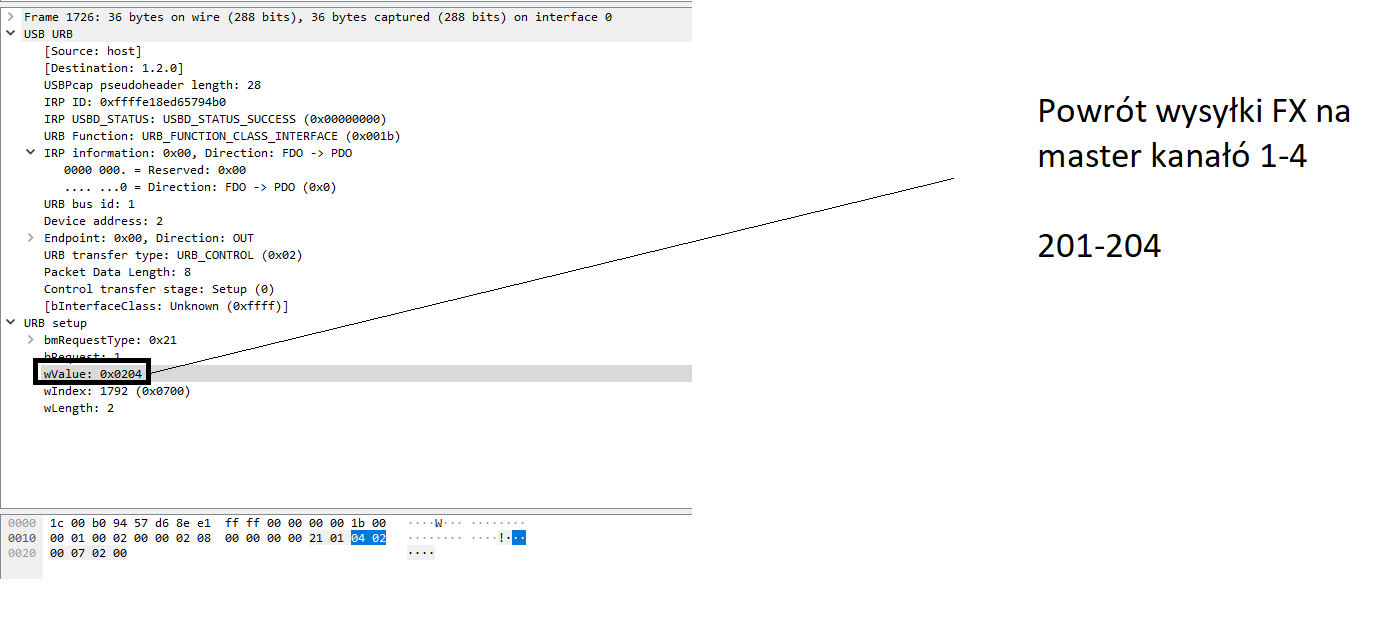 Frame 1726: 36 bytes on wire (288 bits), 36 bytes captured (288 bits) on interface 0
USB URB
[Source: host]
[Destination: 1.2.0]
USBPcap pseudoheader length: 28
IRP ID: 0xffffe18ed65794b0
IRP USBD_STATUS: USBD_STATUS_SUCCESS (0x00000000)
URB Function: URB_FUNCTION_CLASS_INTERFACE (0x001b)
IRP information: 0x00, Direction: FDO -> PDO
0000 000. = Reserved: 0x00
.... ...0 = Direction: FDO -> PDO (0x0)
URB bus id: 1
Device address: 2
Endpoint: 0x00, Direction: OUT
URB transfer type: URB_CONTROL (0x02)
Packet Data Length: 8
Control transfer stage: Setup (0)
[bInterfaceClass: Unknown (0xffff)]
URB setup
bmRequestType: 0x21
bRequest: 1
wValue: 0x0204
wIndex: 1792 (0x0700)
wLength: 2
0000 1c 00 b0 94 57 d6 8e e1 ff ff 00 00 00 00 1b 00 ····W··· ········
0010 00 01 00 02 00 00 02 08 00 00 00 00 21 01 04 02 ········ ····!···
0020 00 07 02 00 ····
Powrót wysyłki FX na
master kanałó 1-4
201-204